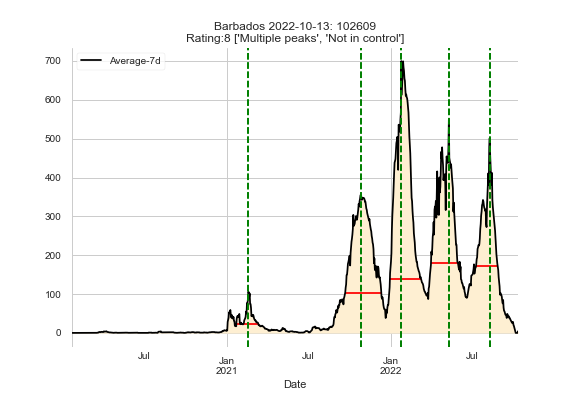 Barbados 2022-10-13: 102609
Rating:8 ['Multiple peaks', 'Not in control']
Average-7d
700
600
500
400
300
200
100
0
Jul
Jan
2021
Jul
Jan
2022
Jul
Date